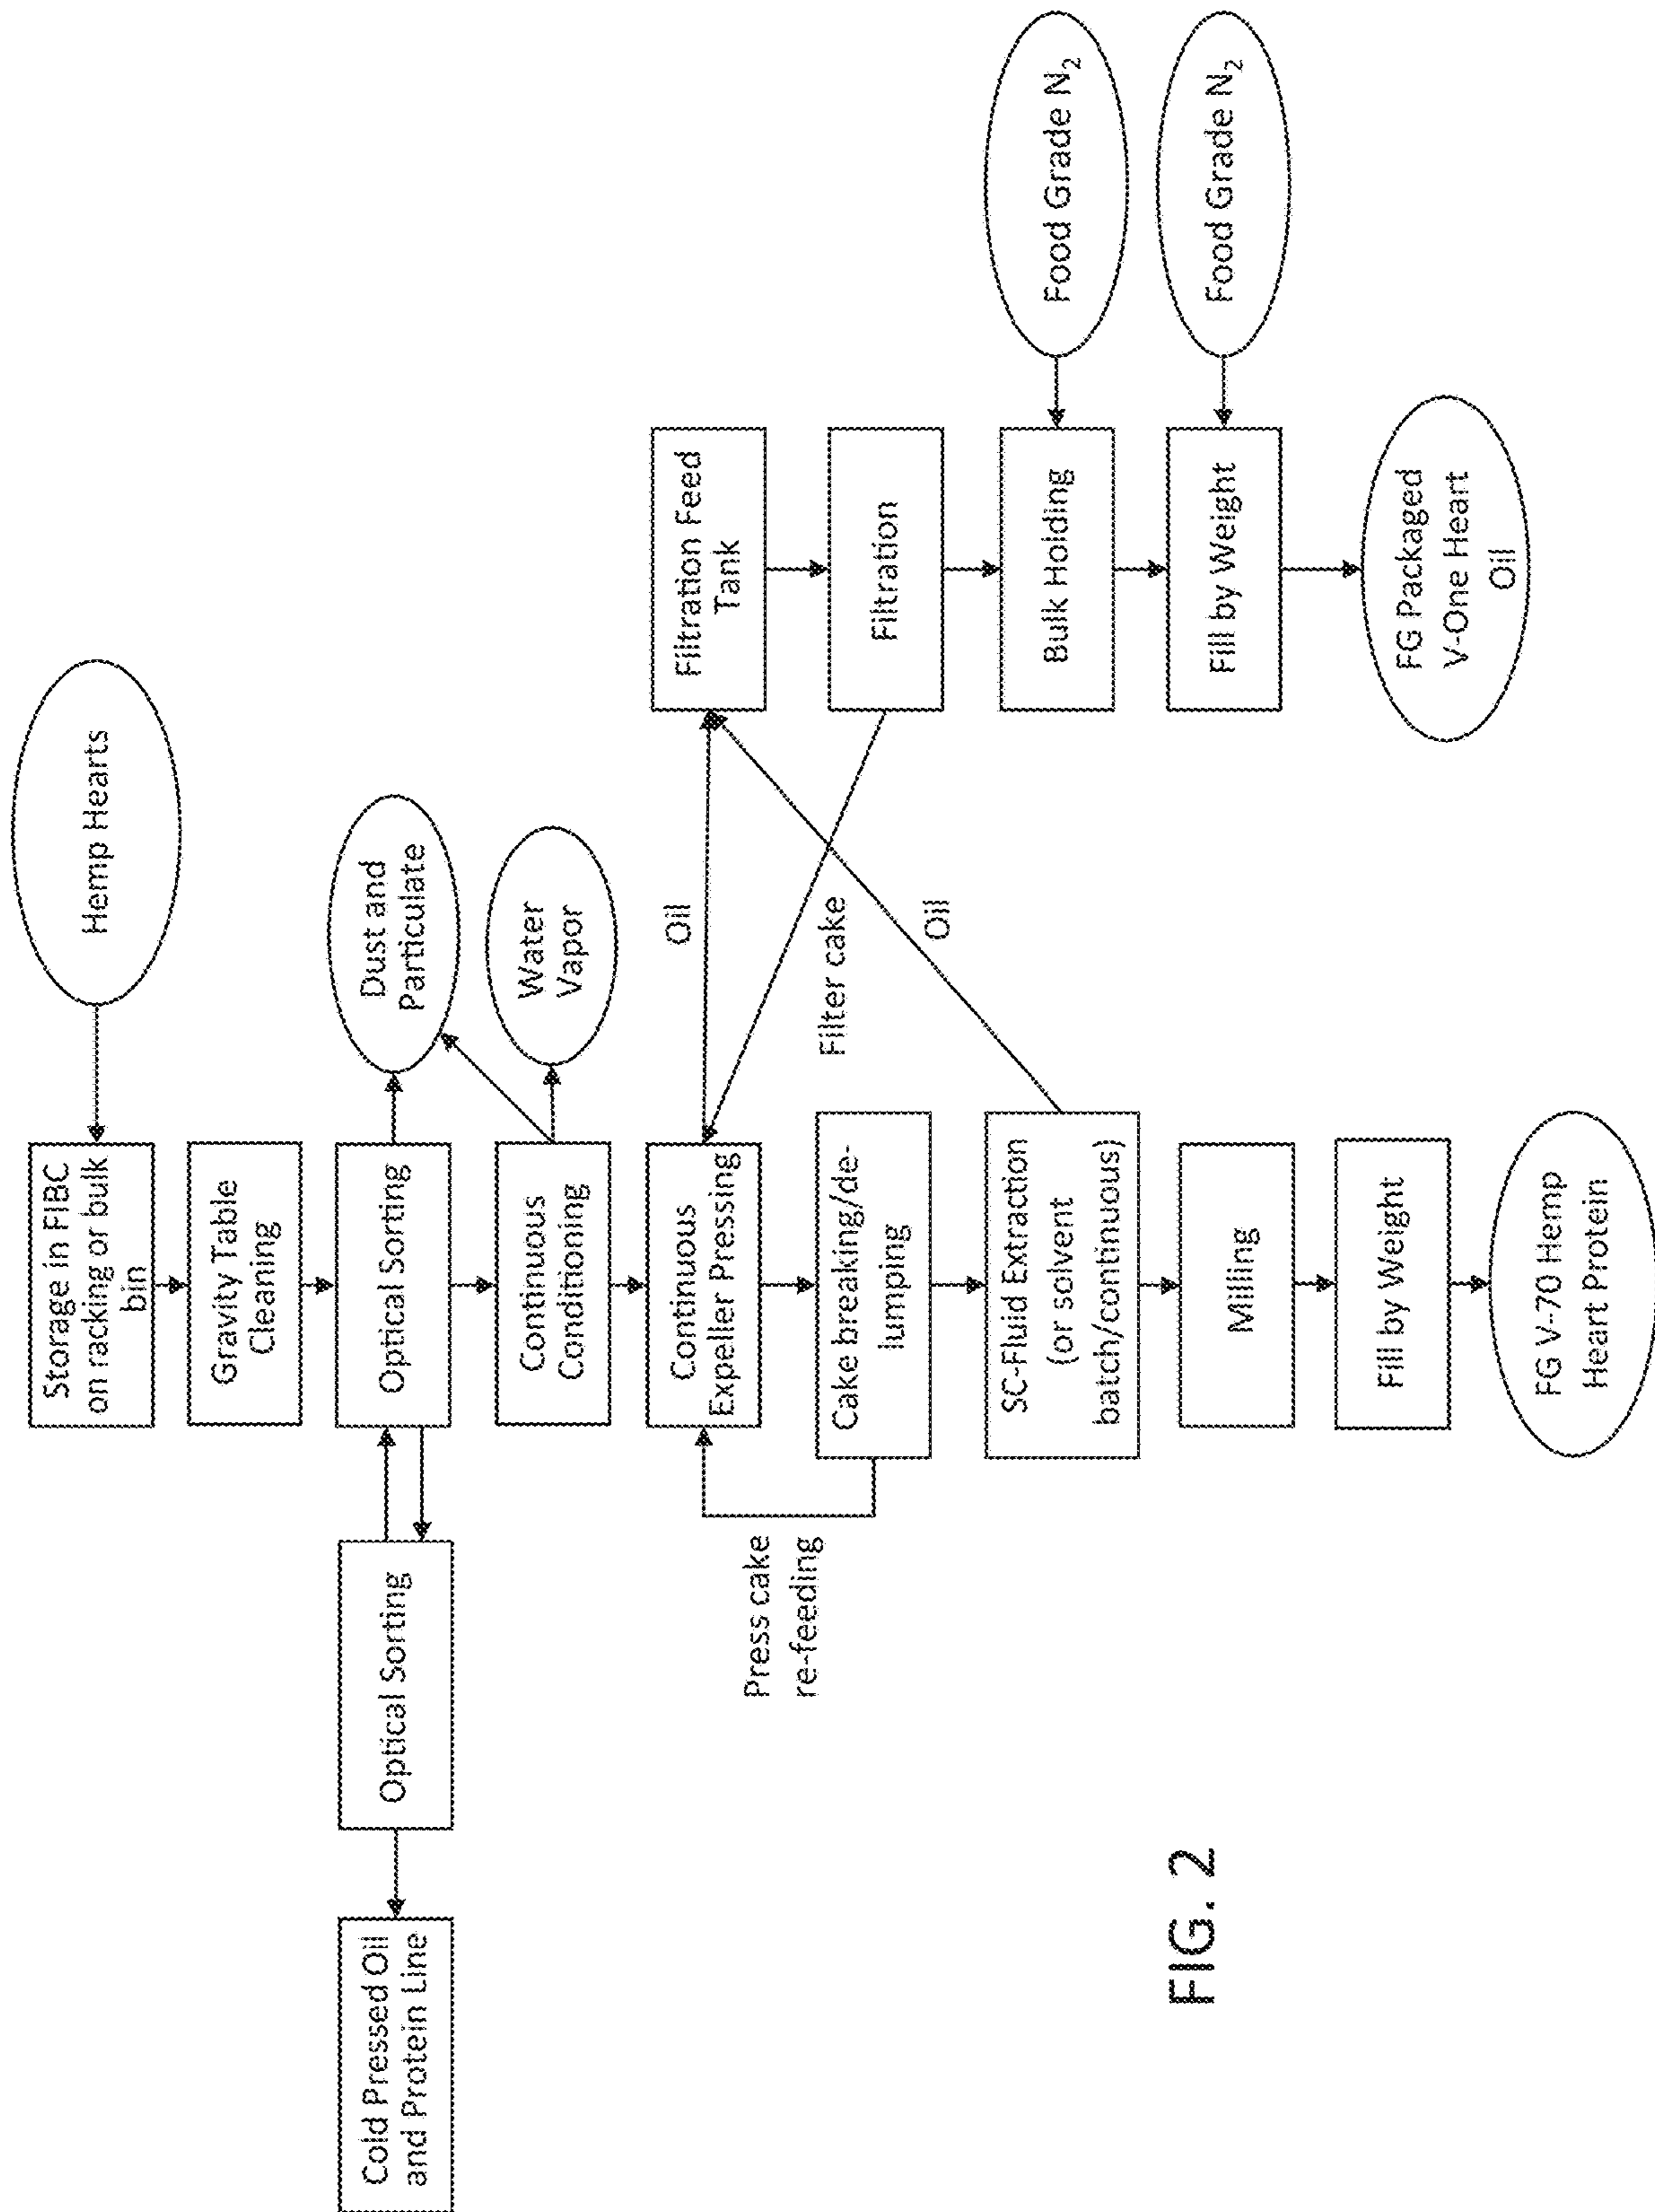 Hemp Hearts
Storage in FIBC
on racking or bulk
bin
Gravity Table
Cleaning
Cold Pressed Oil
and Protein Line
Optical Sorting
Optical Sorting
Dust and
Particulate
Continuous
Conditioning
Water
Vapor
Continuous
Expeller Pressing
Oil
Filtration Feed
Tank
Press cake
re-feeding
Cake breaking/de-
lumping
Filter cake
Filtration
SC-Fluid Extraction
(or solvent
batch/continuous)
Oil
Bulk Holding
Food Grade N₂
Milling
Fill by Weight
Food Grade N₂
Fill by Weight
FG Packaged
V-One Heart
Oil
FG V-70 Hemp
Heart Protein
FIG. 2